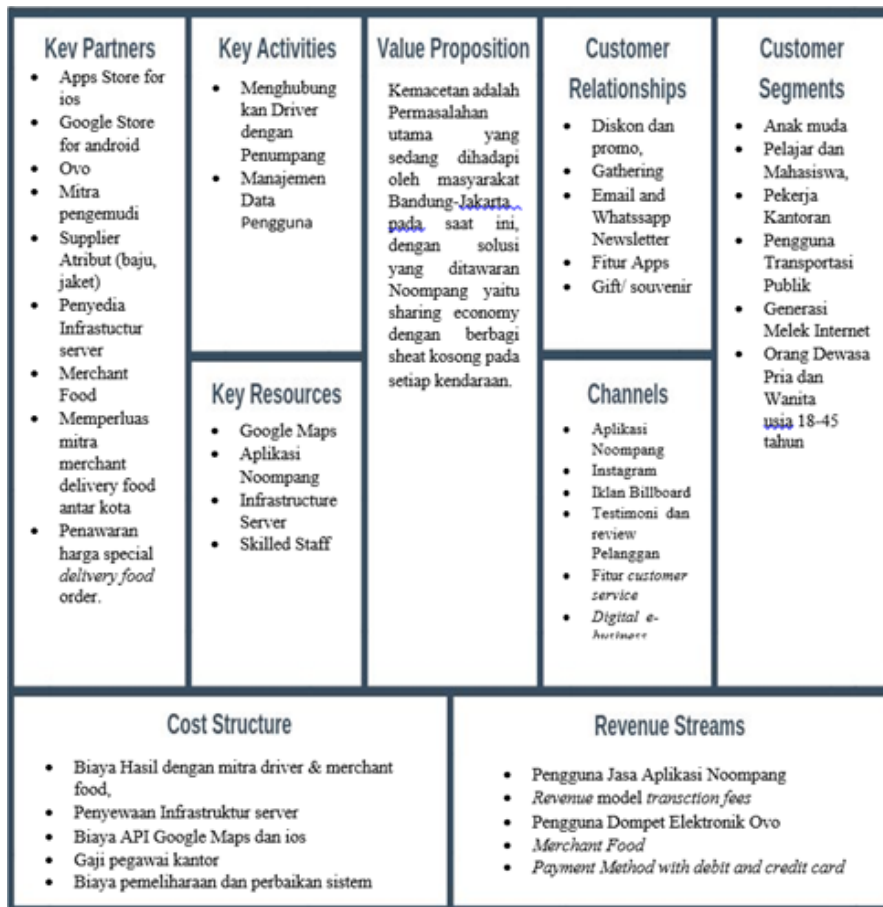 Key Partners
Apps Store for
ios
Google Store
for android
Ovo
Mitra
pengemudi
Supplier
Atribut (baju,
jaket)
Penyedia
Infrastuctur
server
Merchant
Food
Memperluas
mitra
merchant
delivery food
antar kota
Penawaran
harga special
delivery food
order.
Key Activities
Menghubung
kan Driver
dengan
Penumpang
Manajemen
Data
Pengguna
Key Resources
Google Maps
Aplikasi
Noompang
Infrastructure
Server
Skilled Staff
Value Proposition
Kemacetan adalah
Permasalahan
utama yang
sedang dihadapi
oleh masyarakat
Bandung-Jakarta
pada saat ini,
dengan solusi
yang ditawaran
Noompang yaitu
sharing economy
dengan berbagi
sheat kosong pada
setiap kendaraan.
Customer
Relationships
Diskon dan
promo,
Gathering
Email and
Whatssapp
Newsletter
Fitur Apps
Gift/ souvenir
Channels
Aplikasi
Noompang
Instagram
Iklan Billboard
Testimoni dan
review
Pelanggan
Fitur customer
service
Digital e-
business
Customer
Segments
Anak muda
Pelajar dan
Mahasiswa,
Pekerja
Kantoran
Pengguna
Transportasi
Publik
Generasi
Melek Internet
Orang Dewasa
Pria dan
Wanita
usia 18-45
tahun
Cost Structure
Biaya Hasil dengan mitra driver & merchant
food,
Penyewaan Infrastruktur server
Biaya API Google Maps dan ios
Gaji pegawai kantor
Biaya pemeliharaan dan perbaikan sistem
Revenue Streams
Pengguna Jasa Aplikasi Noompang
Revenue model transction fees
Pengguna Dompet Elektronik Ovo
Merchant Food
Payment Method with debit and credit card